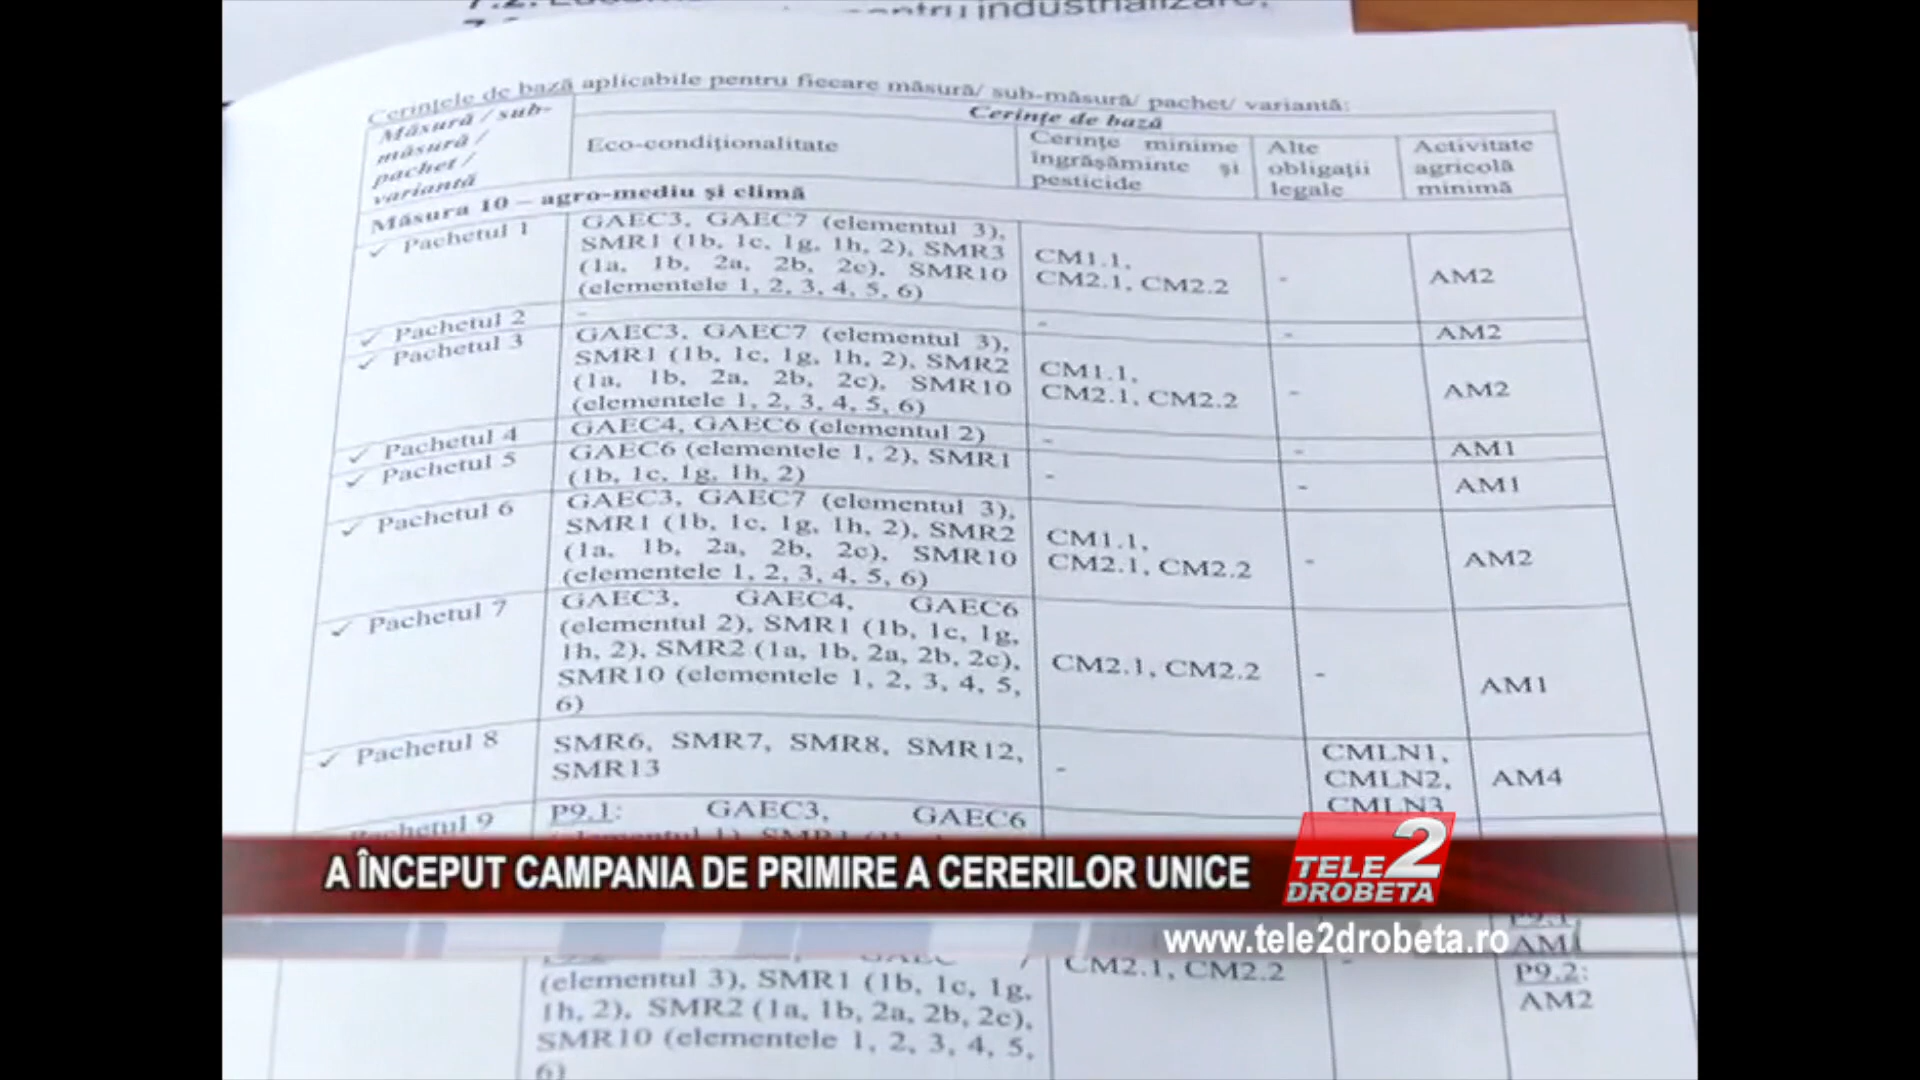 pentru industrializare,
Cerințele de bază aplicabile pentru fiecare măsură/ sub-măsură/ pachet/ variantă:
Măsură / sub-
măsură /
pachet /
variantă
Cerințe de bază
Eco-condiționalitate
Cerințe minime
îngrășăminte și
pesticide
Alte
obligații
legale
Activitate
agricolă
minimă
Măsura 10 – agro-mediu și climă
✓ Pachetul 1
GAEC3, GAEC7 (elementul 3),
SMR1 (1b, 1c, 1g, 1h, 2), SMR3
(1a, 1b, 2a, 2b, 2c), SMR10
(elementele 1, 2, 3, 4, 5, 6)
CM1.1,
CM2.1, CM2.2
-
AM2
✓ Pachetul 2
-
-
-
AM2
✓ Pachetul 3
GAEC3, GAEC7 (elementul 3),
SMR1 (1b, 1c, 1g, 1h, 2), SMR2
(1a, 1b, 2a, 2b, 2c), SMR10
(elementele 1, 2, 3, 4, 5, 6)
CM1.1,
CM2.1, CM2.2
-
AM2
✓ Pachetul 4
GAEC4, GAEC6 (elementul 2)
-
-
AM1
✓ Pachetul 5
GAEC6 (elementele 1, 2), SMR1
(1b, 1c, 1g, 1h, 2)
-
-
AM1
✓ Pachetul 6
GAEC3, GAEC7 (elementul 3),
SMR1 (1b, 1c, 1g, 1h, 2), SMR2
(1a, 1b, 2a, 2b, 2c), SMR10
(elementele 1, 2, 3, 4, 5, 6)
CM1.1,
CM2.1, CM2.2
-
AM2
✓ Pachetul 7
GAEC3, GAEC4, GAEC6
(elementul 2), SMR1 (1b, 1c, 1g,
1h, 2), SMR2 (1a, 1b, 2a, 2b, 2c),
SMR10 (elementele 1, 2, 3, 4, 5,
6)
CM2.1, CM2.2
-
AM1
✓ Pachetul 8
SMR6, SMR7, SMR8, SMR12,
SMR13
-
CMLN1,
CMLN2,
CMLN3
AM4
Pachetul 9
P9.1: GAEC3, GAEC6
A ÎNCEPUT CAMPANIA DE PRIMIRE A CERERILOR UNICE
TELE 2
DROBETA
www.tele2drobeta.ro
P9.1
AM1
P9.2:
AM2
(elementul 3), SMR1 (1b, 1c, 1g,
1h, 2), SMR2 (1a, 1b, 2a, 2b, 2c),
SMR10 (elementele 1, 2, 3, 4, 5,
6)
CM2.1, CM2.2
-